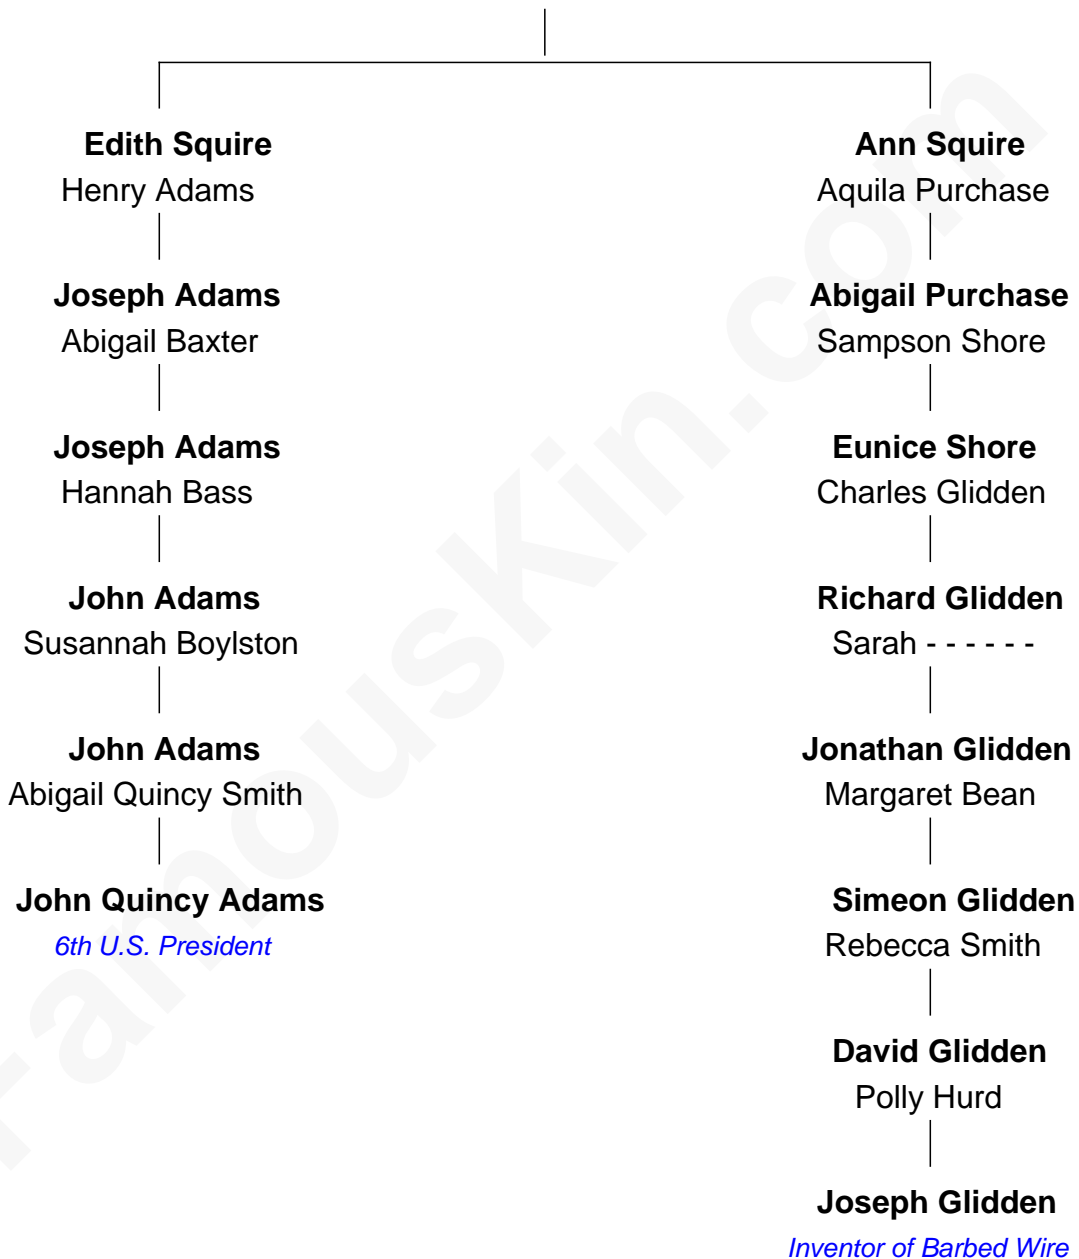 Edith Squire
Henry Adams
Joseph Adams
Abigail Baxter
Joseph Adams
Hannah Bass
John Adams
Susannah Boylston
John Adams
Abigail Quincy Smith
John Quincy Adams
6th U.S. President
Ann Squire
Aquila Purchase
Abigail Purchase
Sampson Shore
Eunice Shore
Charles Glidden
Richard Glidden
Sarah - - - - - -
Jonathan Glidden
Margaret Bean
Simeon Glidden
Rebecca Smith
David Glidden
Polly Hurd
Joseph Glidden
Inventor of Barbed Wire
FamousKin.com